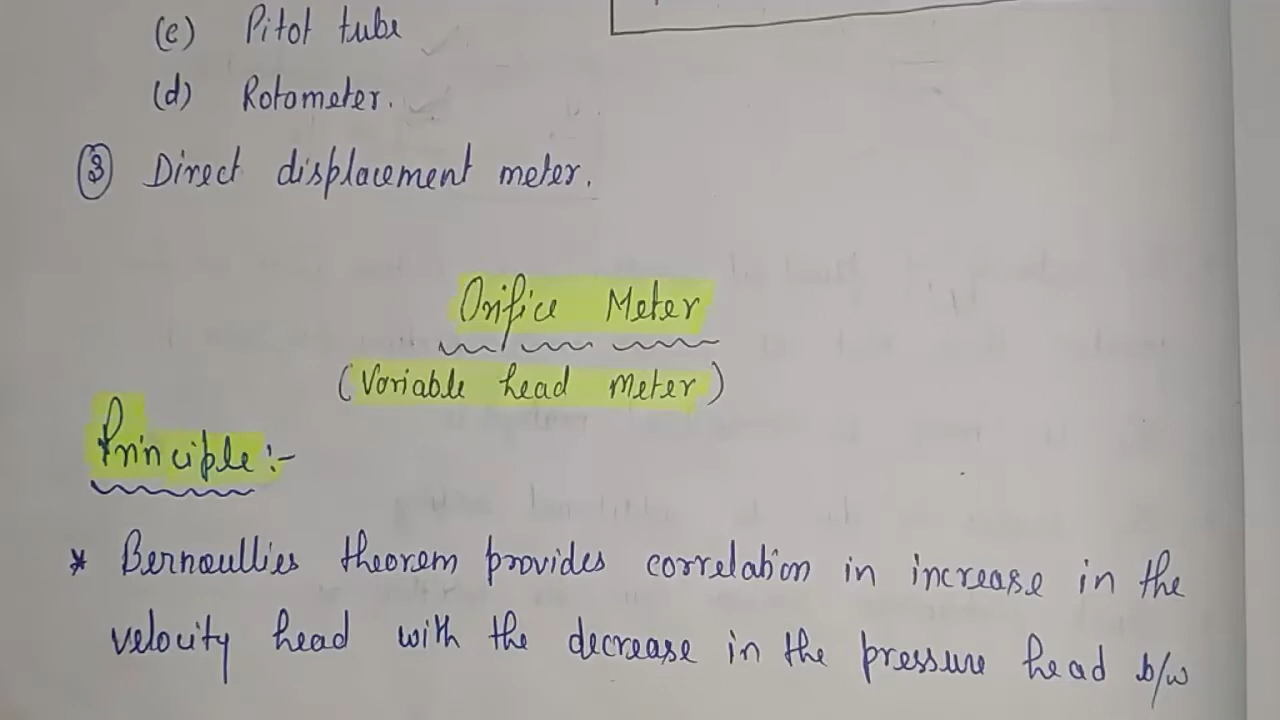 (c) Pitot tube
(d) Rotometer.
③ Direct displacement meter.
Orifice Meter
(Variable head meter)
Principle :-
* Bernoullies theorem provides correlation in increase in the
velocity head with the decrease in the pressure head b/w